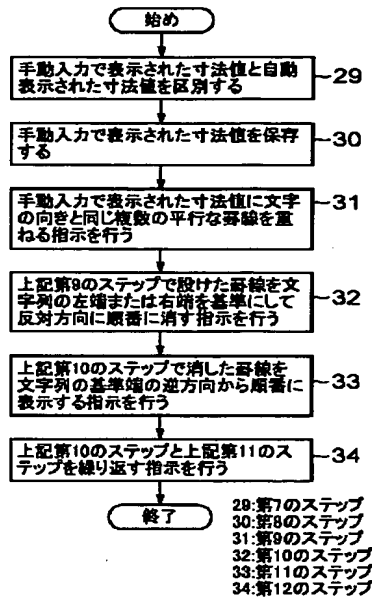 始め
手動入力で表示された寸法値と自動
表示された寸法値を区別する
29
手動入力で表示された寸法値を保存
する
30
手動入力で表示された寸法値に文字
の向きと同じ複数の平行な罫線を重
ねる指示を行う
31
上記第9のステップで設けた罫線を文
字列の左端または右端を基準にして
反対方向に順番に消す指示を行う
32
上記第10のステップで消した罫線を
文字列の基準端の逆方向から順番に
表示する指示を行う
33
上記第10のステップと上記第11のス
テップを繰り返す指示を行う
34
終了
29:第7のステップ
30:第8のステップ
31:第9のステップ
32:第10のステップ
33:第11のステップ
34:第12のステップ